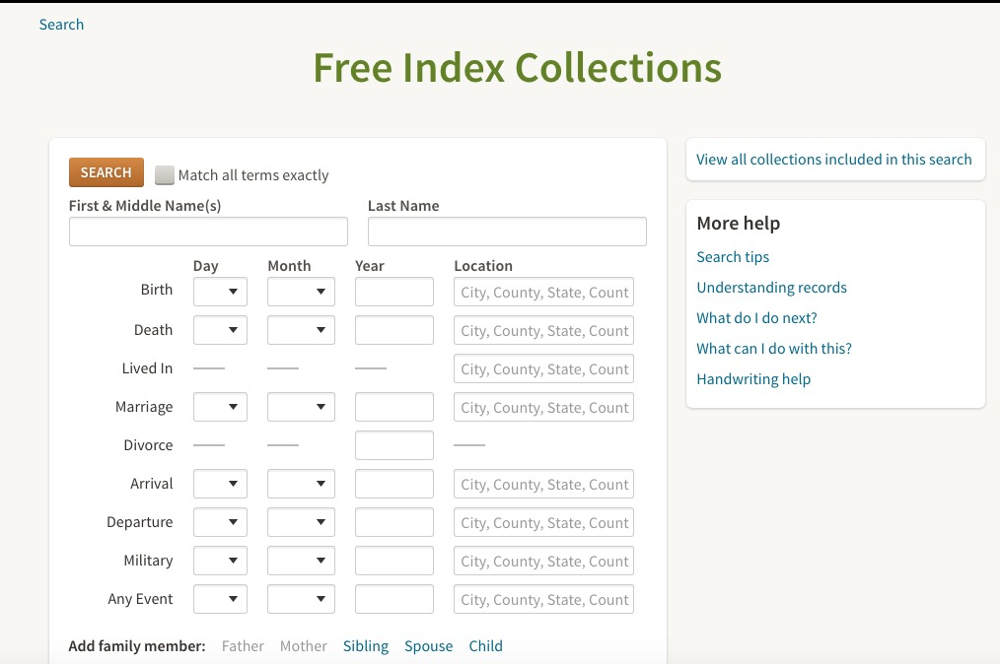 Search
Free Index Collections
SEARCH Match all terms exactly
First & Middle Name(s) Last Name
Day Month Year Location
Birth City, County, State, Count
Death City, County, State, Count
Lived In City, County, State, Count
Marriage City, County, State, Count
Divorce
Arrival City, County, State, Count
Departure City, County, State, Count
Military City, County, State, Count
Any Event City, County, State, Count
Add family member: Father Mother Sibling Spouse Child
View all collections included in this search
More help
Search tips
Understanding records
What do I do next?
What can I do with this?
Handwriting help